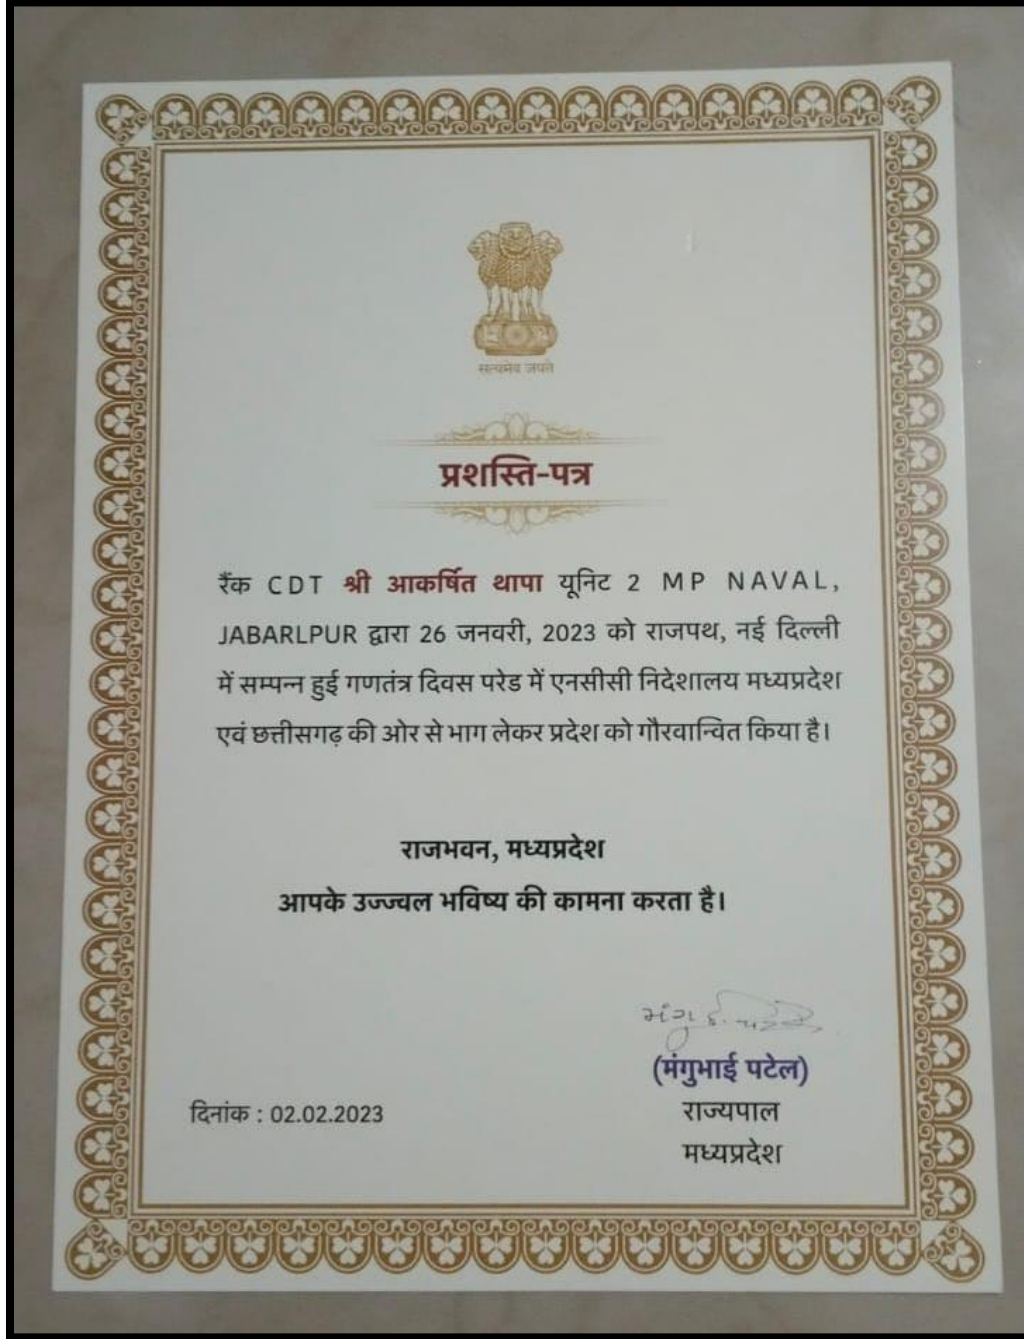 सत्यमेव जयते
प्रशस्ति-पत्र
रैंक CDT श्री आकर्षित थापा यूनिट 2 MP NAVAL,
JABARLPUR द्वारा 26 जनवरी, 2023 को राजपथ, नई दिल्ली
में सम्पन्न हुई गणतंत्र दिवस परेड में एनसीसी निदेशालय मध्यप्रदेश
एवं छत्तीसगढ़ की ओर से भाग लेकर प्रदेश को गौरवान्वित किया है।
राजभवन, मध्यप्रदेश
आपके उज्ज्वल भविष्य की कामना करता है।
(मंगुभाई पटेल)
दिनांक : 02.02.2023
राज्यपाल
मध्यप्रदेश